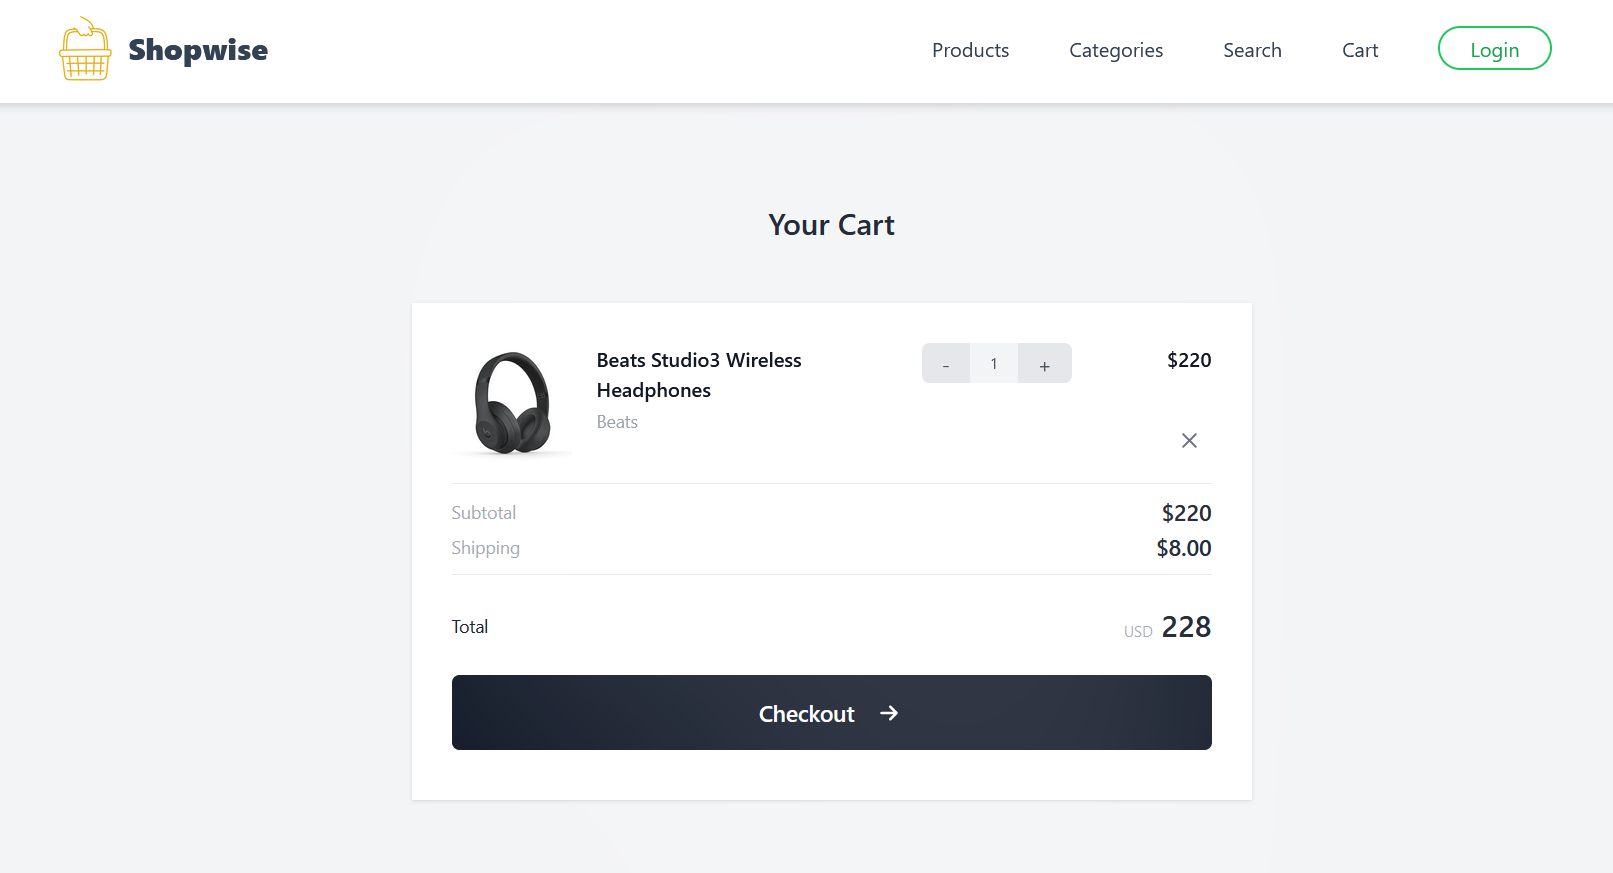 Shopwise
Products Categories Search Cart Login
Your Cart
Beats Studio3 Wireless
Headphones
Beats
- 1 +
$220
Subtotal $220
Shipping $8.00
Total USD 228
Checkout →